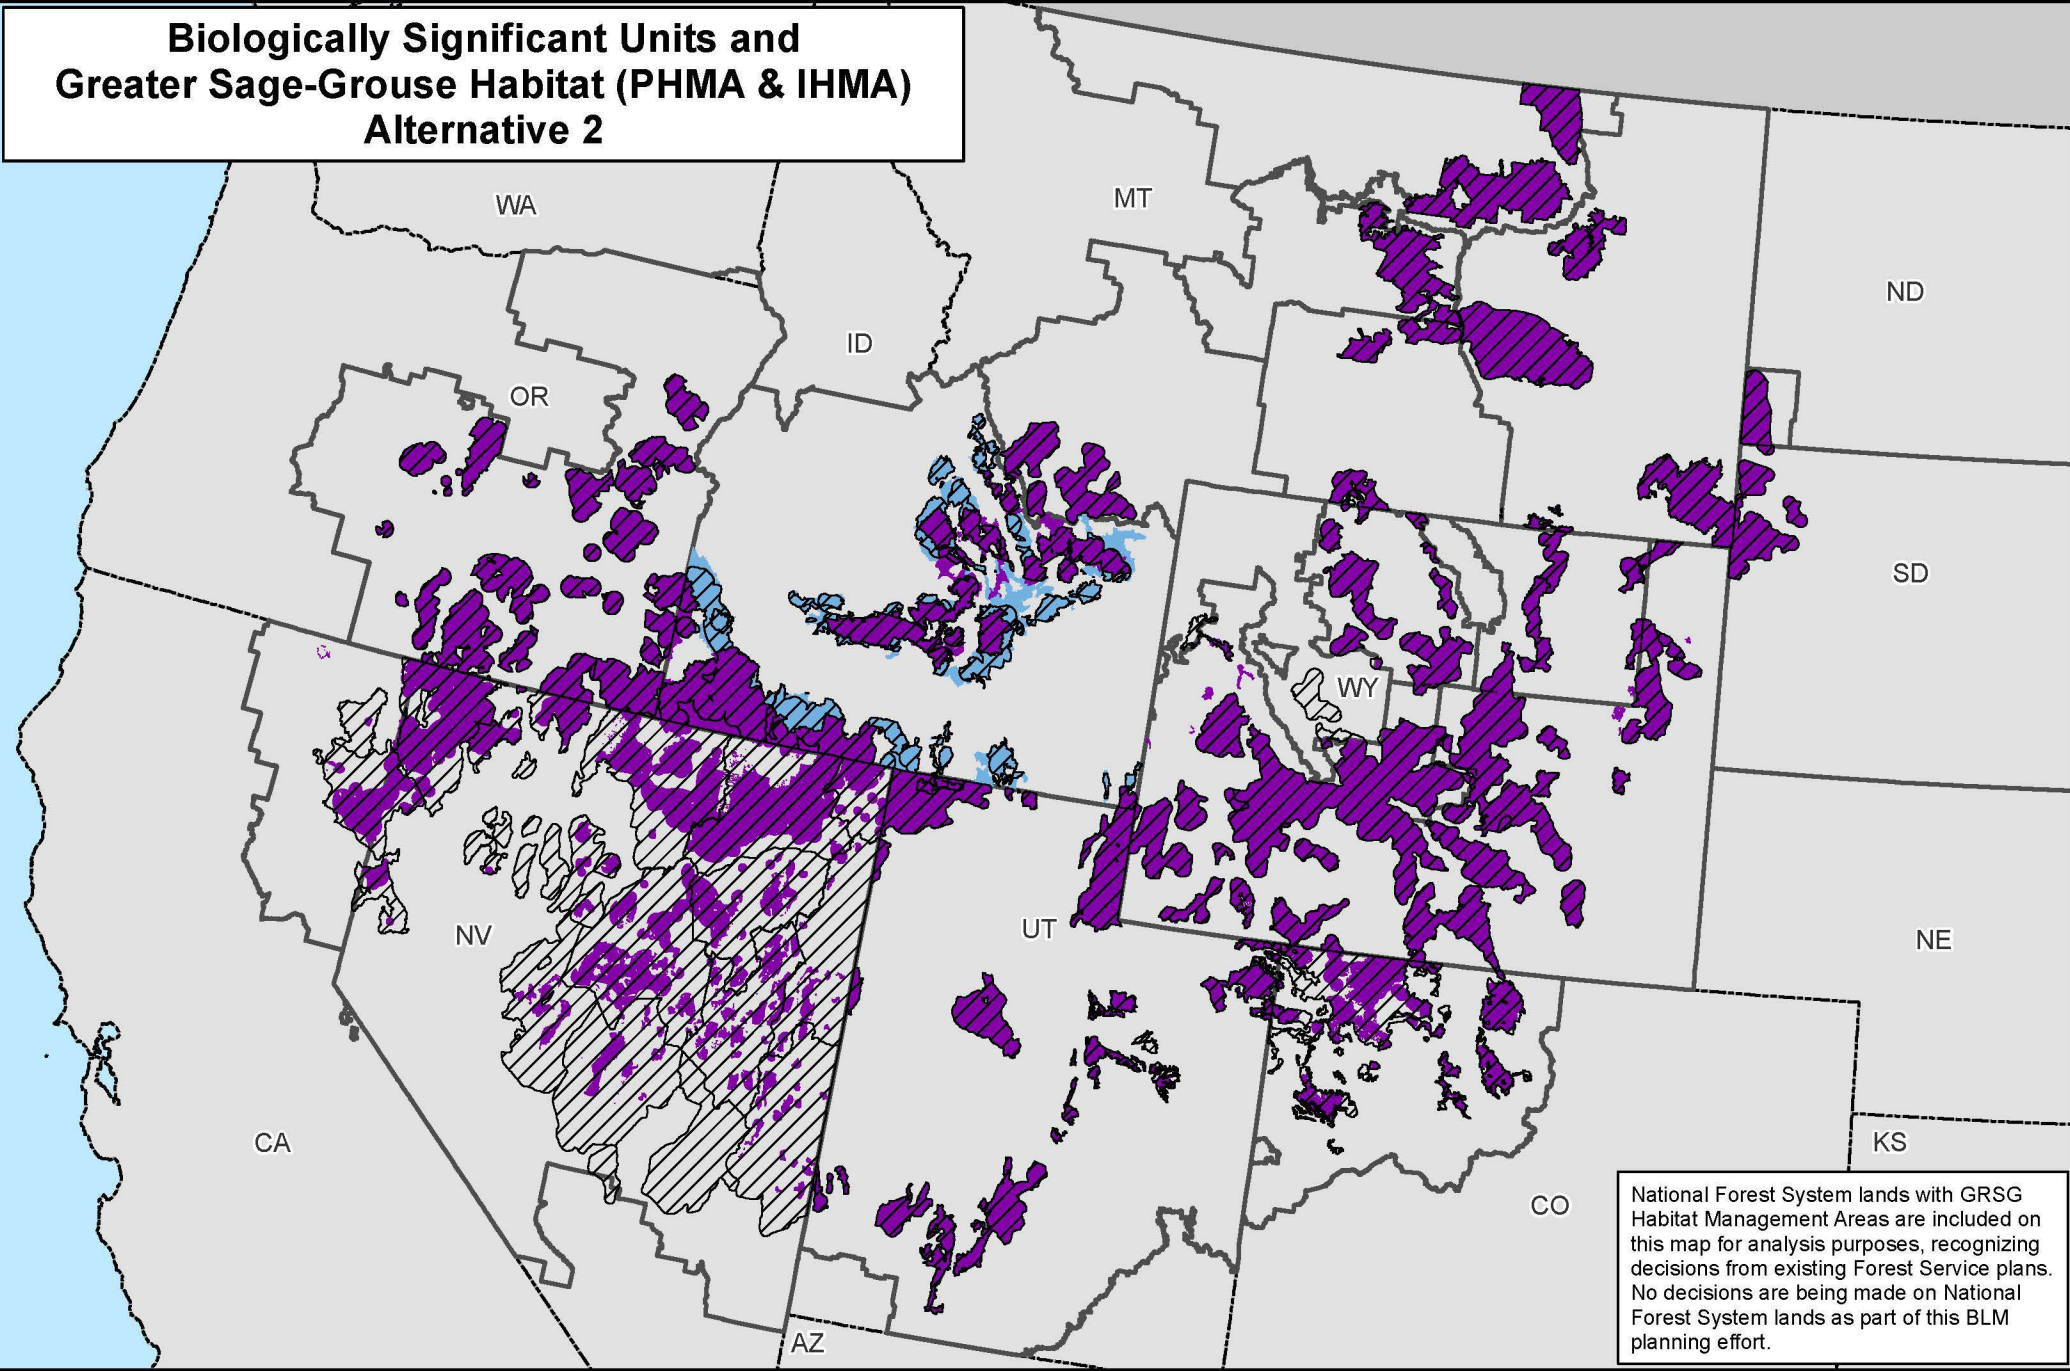 Biologically Significant Units and
Greater Sage-Grouse Habitat (PHMA & IHMA)
Alternative 2
WA
MT
ND
ID
OR
SD
WY
NV
UT
NE
CA
KS
CO
AZ
National Forest System lands with GRSG
Habitat Management Areas are included on
this map for analysis purposes, recognizing
decisions from existing Forest Service plans.
No decisions are being made on National
Forest System lands as part of this BLM
planning effort.